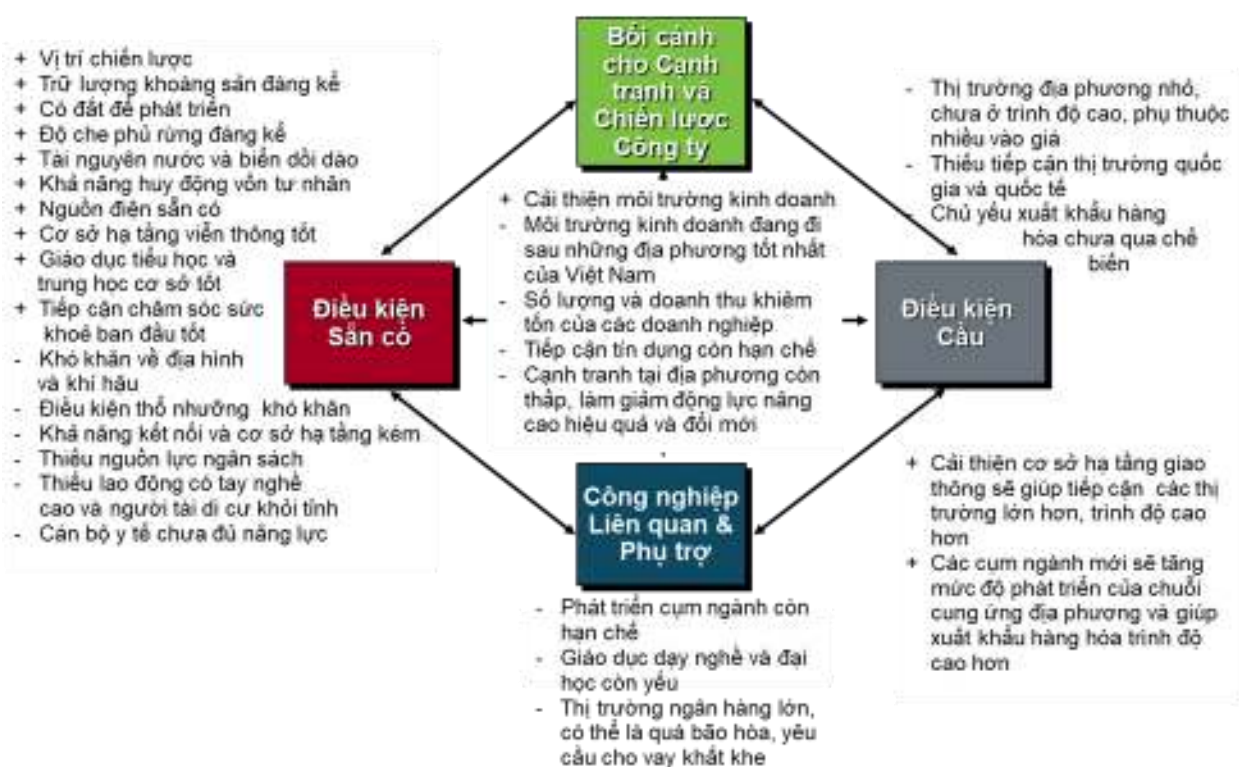 Bối cảnh
cho Cạnh
tranh và
Chiến lược
Công ty
+ Vị trí chiến lược
+ Trữ lượng khoáng sản đáng kể
+ Có đất để phát triển
+ Độ che phủ rừng đáng kể
+ Tài nguyên nước và biển dồi dào
+ Khả năng huy động vốn tư nhân
+ Nguồn điện sẵn có
+ Cơ sở hạ tầng viễn thông tốt
+ Giáo dục tiểu học và
trung học cơ sở tốt
+ Tiếp cận chăm sóc sức
khoẻ ban đầu tốt
- Khó khăn về địa hình
và khí hậu
- Điều kiện thổ nhưỡng khó khăn
- Khả năng kết nối và cơ sở hạ tầng kém
- Thiếu nguồn lực ngân sách
- Thiếu lao động có tay nghề
cao và người tài di cư khỏi tỉnh
- Cán bộ y tế chưa đủ năng lực
Điều kiện
Sẵn có
+ Cải thiện môi trường kinh doanh
- Môi trường kinh doanh đang đi
sau những địa phương tốt nhất
của Việt Nam
- Số lượng và doanh thu khiêm
tốn của các doanh nghiệp
- Tiếp cận tín dụng còn hạn chế
- Cạnh tranh tại địa phương còn
thấp, làm giảm động lực nâng
cao hiệu quả và đổi mới
- Thị trường địa phương nhỏ,
chưa ở trình độ cao, phụ thuộc
nhiều vào giá
- Thiếu tiếp cận thị trường quốc
gia và quốc tế
- Chủ yếu xuất khẩu hàng
hóa chưa qua chế
biến
Điều kiện
Cầu
+ Cải thiện cơ sở hạ tầng giao
thông sẽ giúp tiếp cận các thị
trường lớn hơn, trình độ cao
hơn
+ Các cụm ngành mới sẽ tăng
mức độ phát triển của chuỗi
cung ứng địa phương và giúp
xuất khẩu hàng hóa trình độ
cao hơn
Công nghiệp
Liên quan &
Phụ trợ
- Phát triển cụm ngành còn
hạn chế
- Giáo dục dạy nghề và đại
học còn yếu
- Thị trường ngân hàng lớn,
có thể là quá bão hòa, yêu
cầu cho vay khắt khe